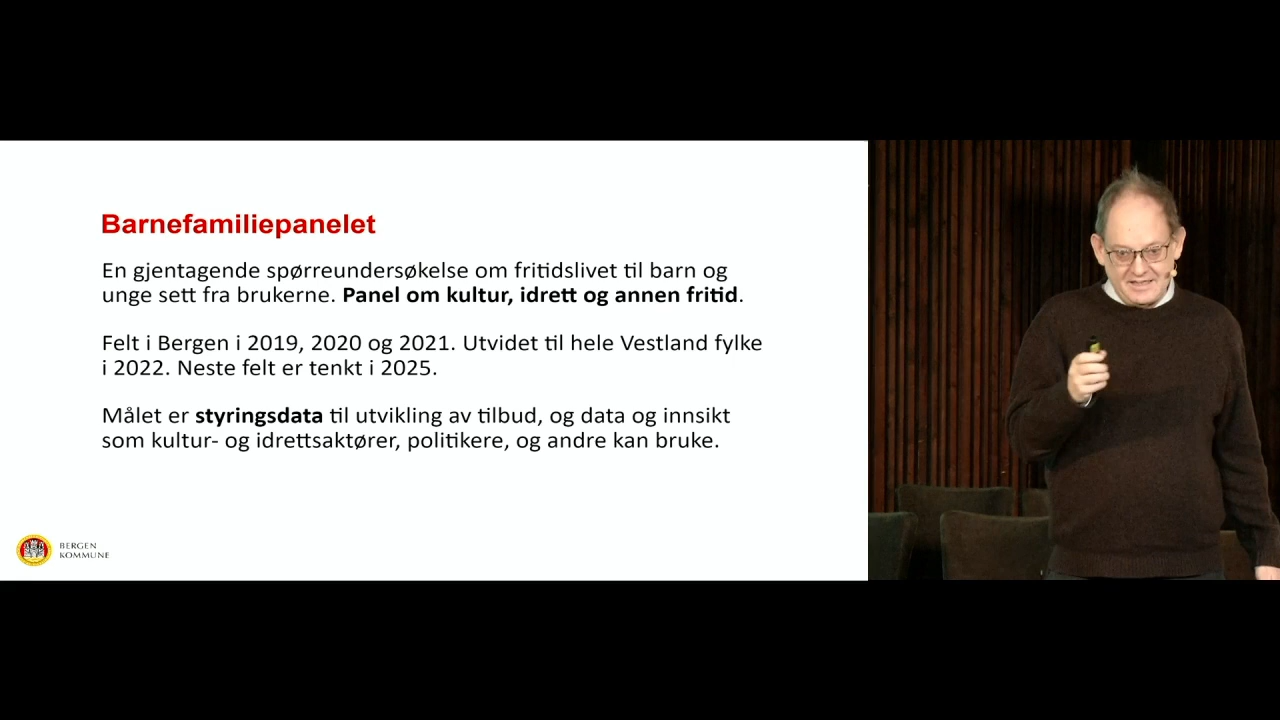 Barnefamiliepanelet
En gjentagende spørreundersøkelse om fritidslivet til barn og
unge sett fra brukerne. Panel om kultur, idrett og annen fritid.
Felt i Bergen i 2019, 2020 og 2021. Utvidet til hele Vestland fylke
i 2022. Neste felt er tenkt i 2025.
Målet er styringsdata til utvikling av tilbud, og data og innsikt
som kultur- og idrettsaktører, politikere, og andre kan bruke.
BERGEN
KOMMUNE